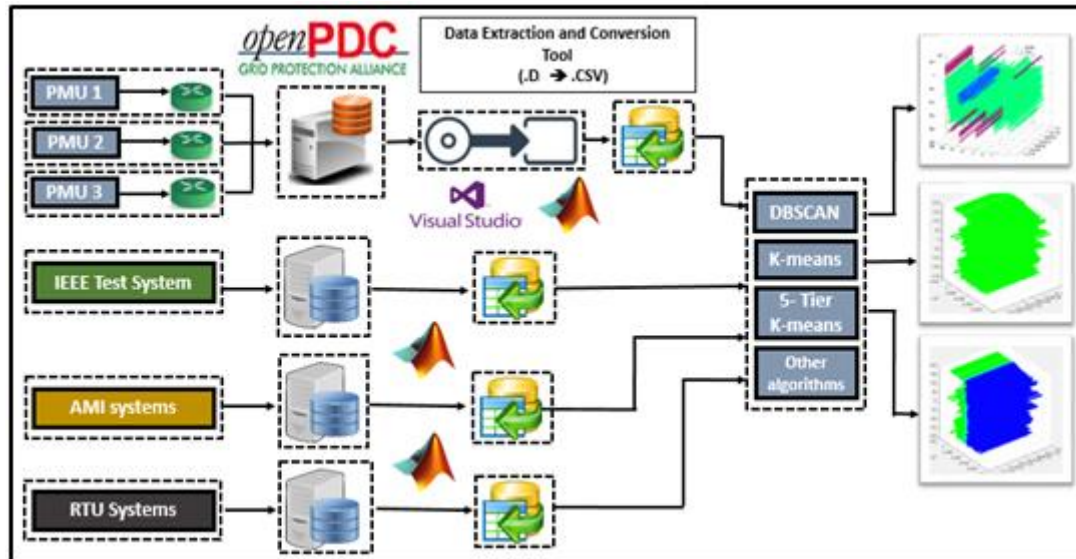 openPDC
GRID PROTECTION ALLIANCE
Data Extraction and Conversion
Tool
(.D ➔ .CSV)
PMU 1
PMU 2
PMU 3
Visual Studio
IEEE Test System
AMI systems
RTU Systems
DBSCAN
K-means
5- Tier
K-means
Other
algorithms